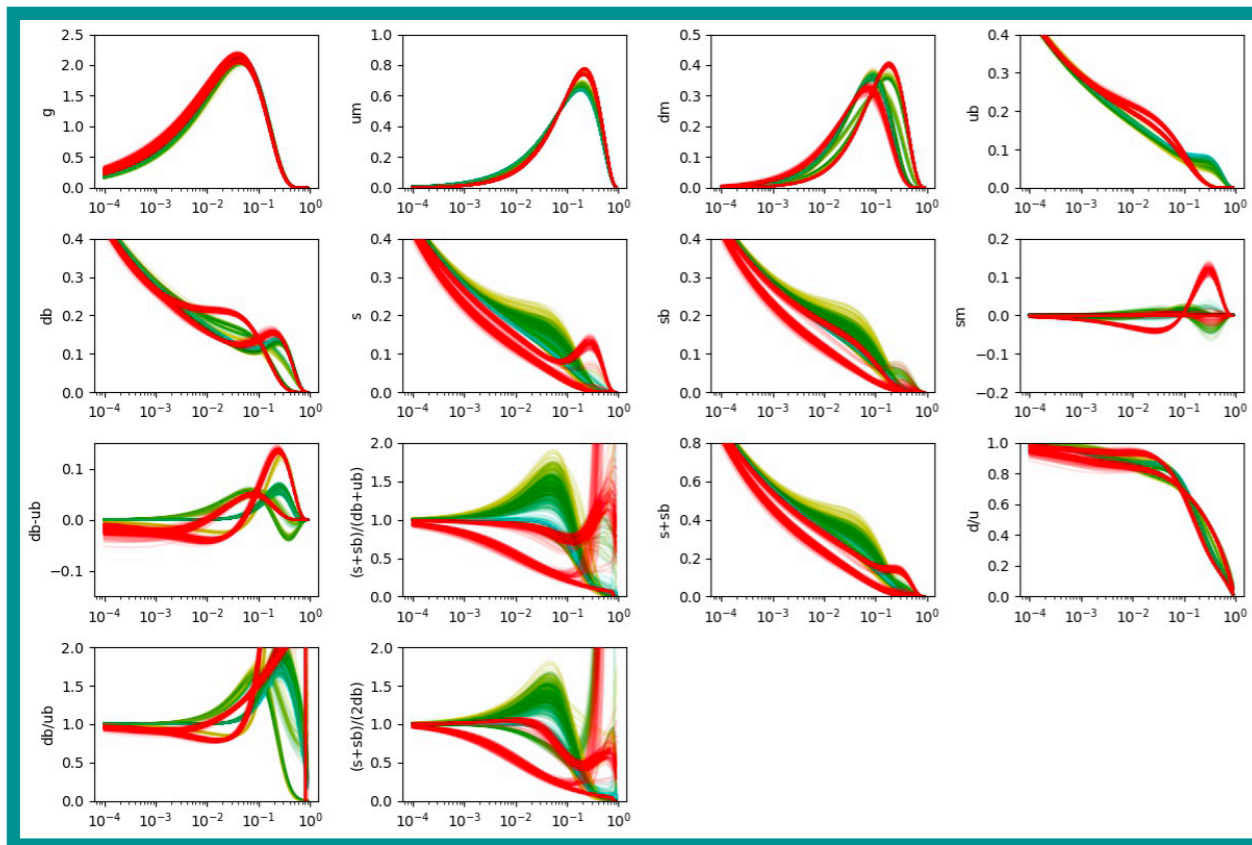 2.5 2.0 1.5 1.0 0.5 0.0
g
10⁻⁴ 10⁻³ 10⁻² 10⁻¹ 10⁰
1.0 0.8 0.6 0.4 0.2 0.0
um
10⁻⁴ 10⁻³ 10⁻² 10⁻¹ 10⁰
0.5 0.4 0.3 0.2 0.1 0.0
dm
10⁻⁴ 10⁻³ 10⁻² 10⁻¹ 10⁰
0.4 0.3 0.2 0.1 0.0
ub
10⁻⁴ 10⁻³ 10⁻² 10⁻¹ 10⁰
0.4 0.3 0.2 0.1 0.0
db
10⁻⁴ 10⁻³ 10⁻² 10⁻¹ 10⁰
0.4 0.3 0.2 0.1 0.0
s
10⁻⁴ 10⁻³ 10⁻² 10⁻¹ 10⁰
0.4 0.3 0.2 0.1 0.0
sb
10⁻⁴ 10⁻³ 10⁻² 10⁻¹ 10⁰
0.2 0.1 0.0 −0.1 −0.2
sm
10⁻⁴ 10⁻³ 10⁻² 10⁻¹ 10⁰
0.1 0.0 −0.1
db-ub
10⁻⁴ 10⁻³ 10⁻² 10⁻¹ 10⁰
2.0 1.5 1.0 0.5 0.0
(s+sb)/(db+ub)
10⁻⁴ 10⁻³ 10⁻² 10⁻¹ 10⁰
0.8 0.6 0.4 0.2 0.0
s+sb
10⁻⁴ 10⁻³ 10⁻² 10⁻¹ 10⁰
1.0 0.8 0.6 0.4 0.2 0.0
d/u
10⁻⁴ 10⁻³ 10⁻² 10⁻¹ 10⁰
2.0 1.5 1.0 0.5 0.0
db/ub
10⁻⁴ 10⁻³ 10⁻² 10⁻¹ 10⁰
2.0 1.5 1.0 0.5 0.0
(s+sb)/(2db)
10⁻⁴ 10⁻³ 10⁻² 10⁻¹ 10⁰